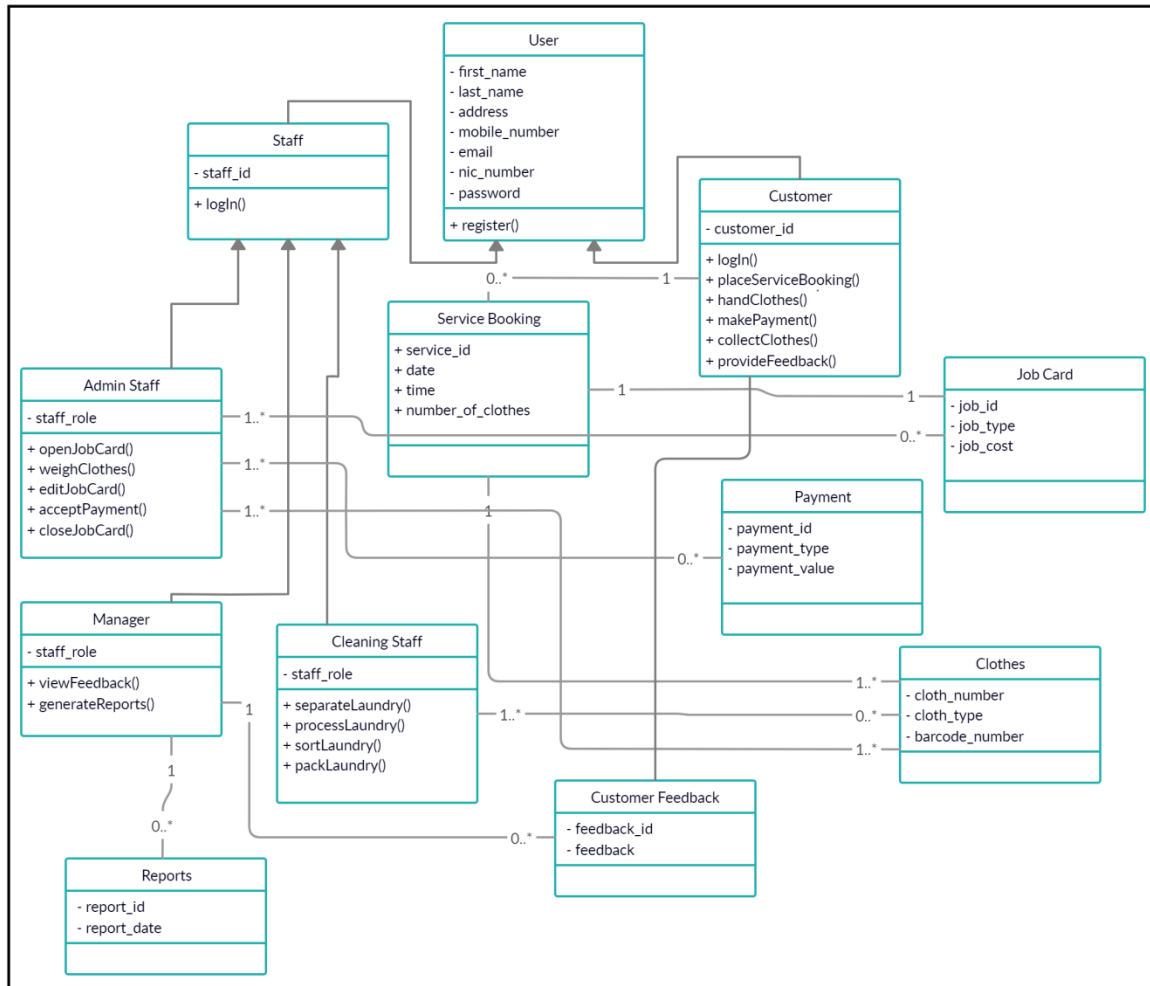 User
- first_name
- last_name
- address
- mobile_number
- email
- nic_number
- password
+ register()
Staff
- staff_id
+ logIn()
Customer
- customer_id
+ logIn()
+ placeServiceBooking()
+ handClothes()
+ makePayment()
+ collectClothes()
+ provideFeedback()
0..*
1
Service Booking
+ service_id
+ date
+ time
+ number_of_clothes
1
1
Job Card
- job_id
- job_type
- job_cost
Admin Staff
- staff_role
+ openJobCard()
+ weighClothes()
+ editJobCard()
+ acceptPayment()
+ closeJobCard()
1..*
0..*
1..*
1..*
1
Payment
- payment_id
- payment_type
- payment_value
0..*
Manager
- staff_role
+ viewFeedback()
+ generateReports()
1
Cleaning Staff
- staff_role
+ separateLaundry()
+ processLaundry()
+ sortLaundry()
+ packLaundry()
1..*
Clothes
- cloth_number
- cloth_type
- barcode_number
1..*
0..*
1..*
1
0..*
Customer Feedback
- feedback_id
- feedback
0..*
Reports
- report_id
- report_date